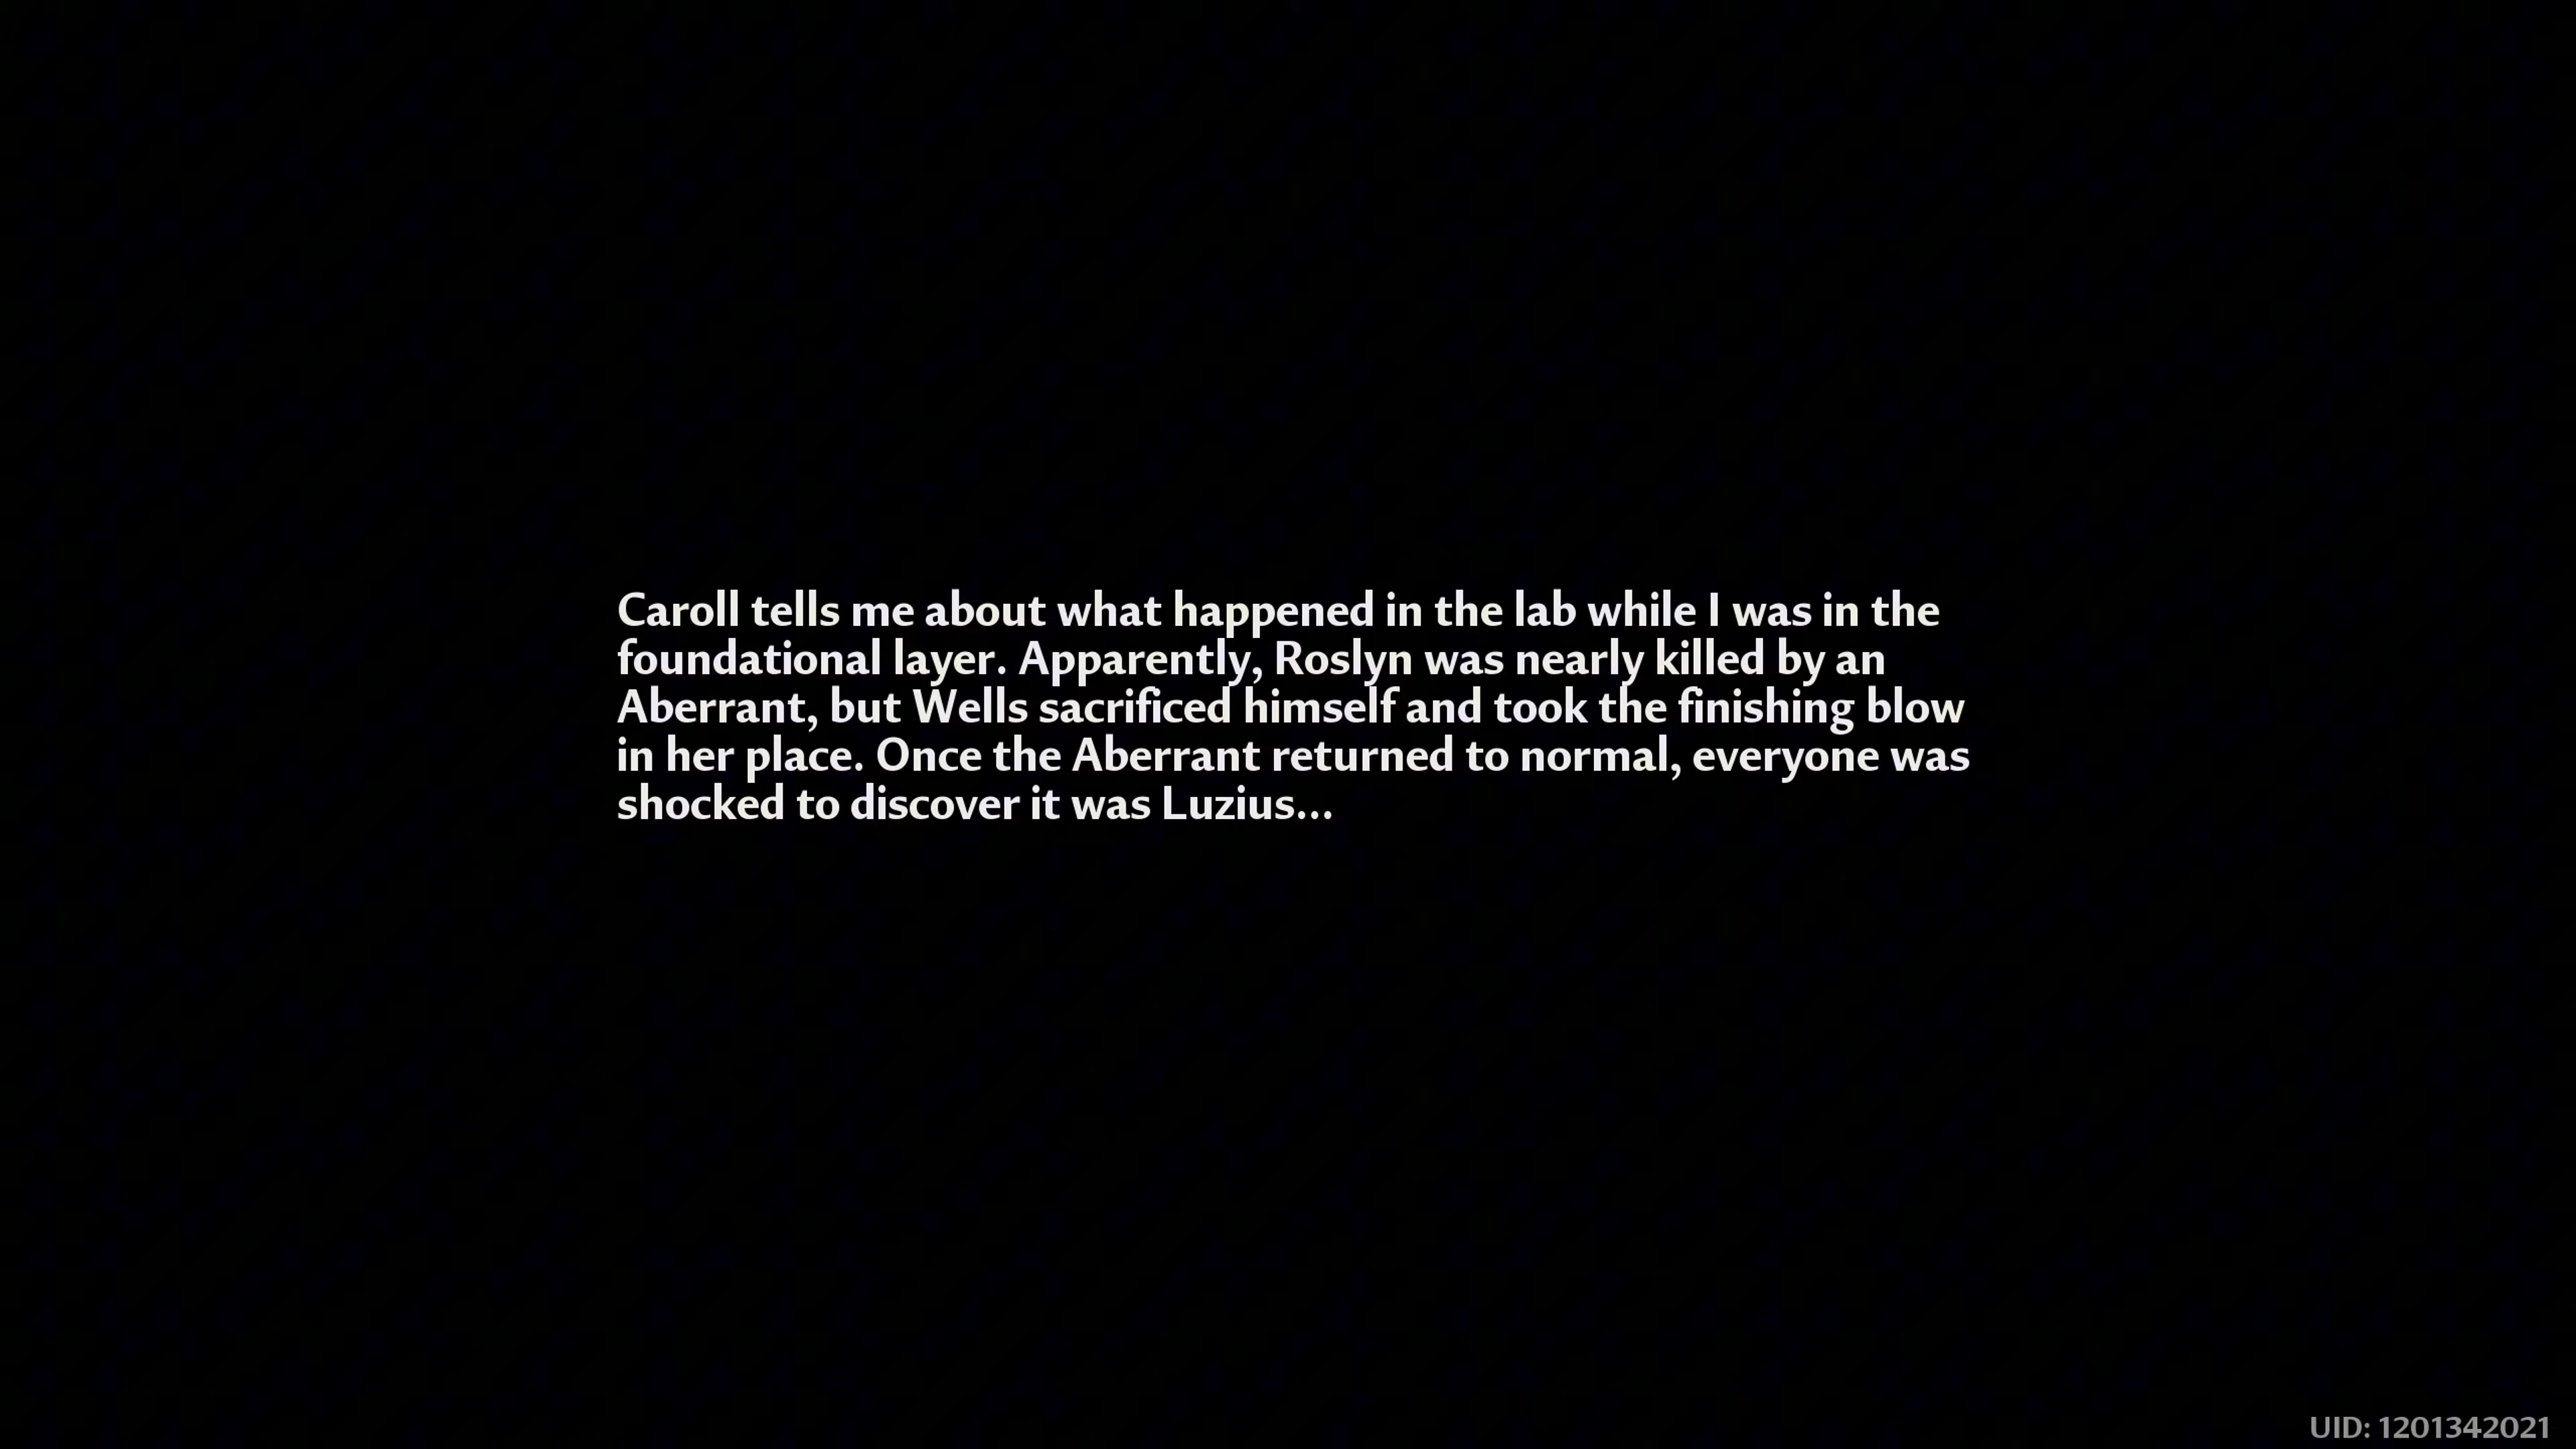 Caroll tells me about what happened in the lab while I was in the
foundational layer. Apparently, Roslyn was nearly killed by an
Aberrant, but Wells sacrificed himself and took the finishing blow
in her place. Once the Aberrant returned to normal, everyone was
shocked to discover it was Luzius...
UID: 1201342021